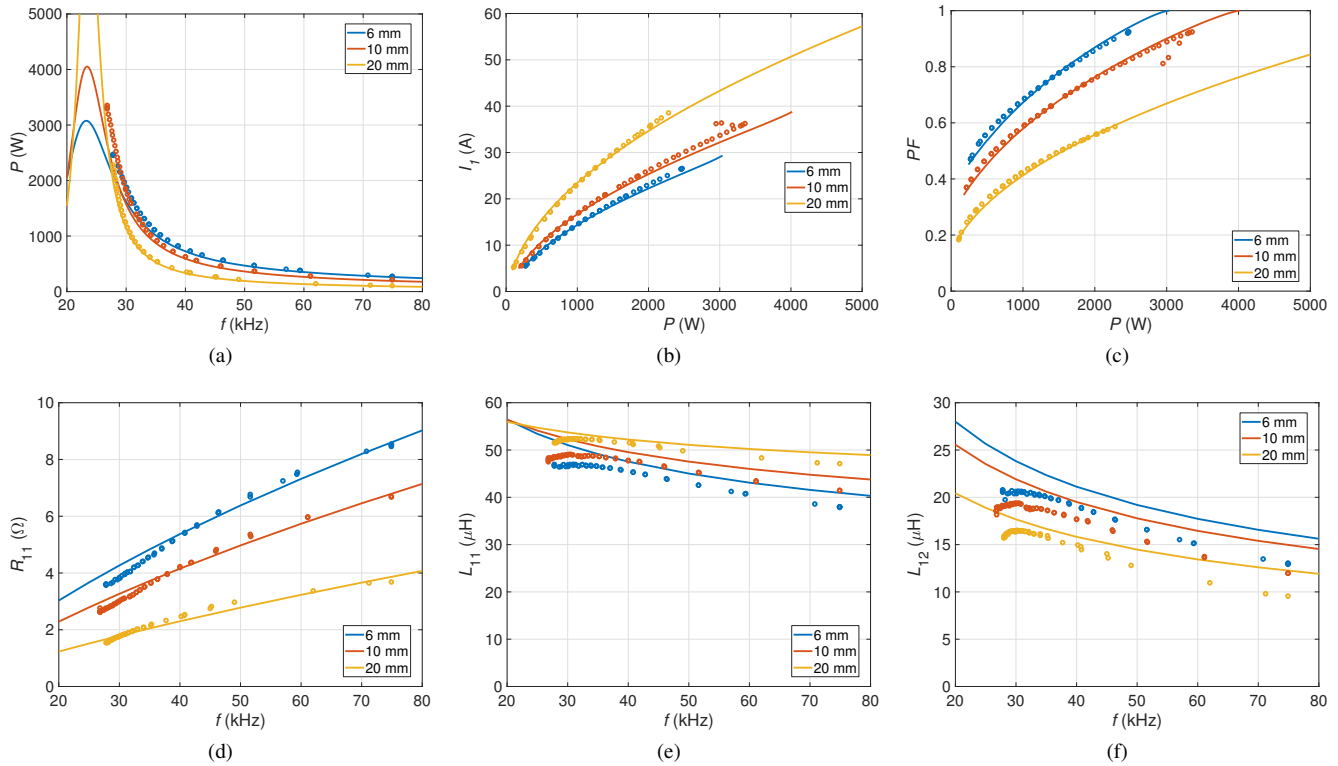 5000
4000
3000
2000
1000
0
P (W)
20 30 40 50 60 70 80
f (kHz)
6 mm
10 mm
20 mm
(a)
60
50
40
30
20
10
0
I1 (A)
0 1000 2000 3000 4000 5000
P (W)
6 mm
10 mm
20 mm
(b)
1
0.8
0.6
0.4
0.2
PF
0 1000 2000 3000 4000 5000
P (W)
6 mm
10 mm
20 mm
(c)
10
8
6
4
2
0
R11 (Ω)
20 30 40 50 60 70 80
f (kHz)
6 mm
10 mm
20 mm
(d)
60
50
40
30
20
10
0
L11 (μH)
20 30 40 50 60 70 80
f (kHz)
6 mm
10 mm
20 mm
(e)
30
25
20
15
10
5
0
L12 (μH)
20 30 40 50 60 70 80
f (kHz)
6 mm
10 mm
20 mm
(f)